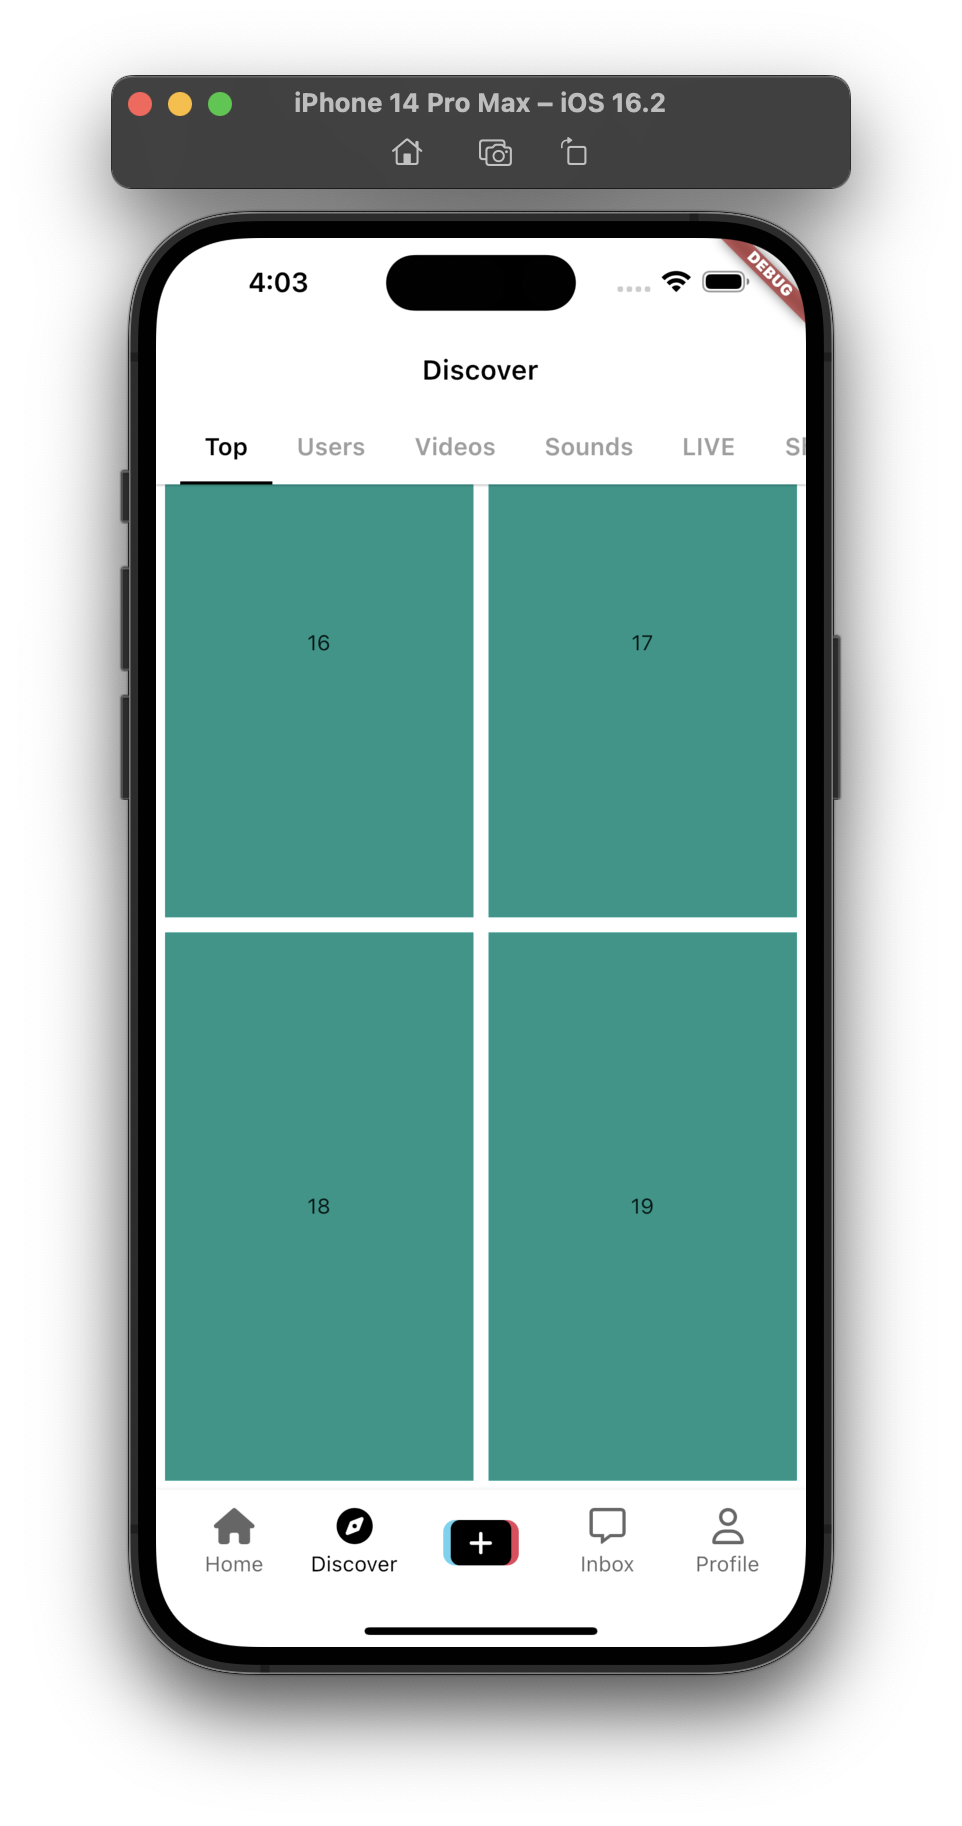 iPhone 14 Pro Max – iOS 16.2
4:03
DEBUG
Discover
Top Users Videos Sounds LIVE
16 17
18 19
Home Discover Inbox Profile